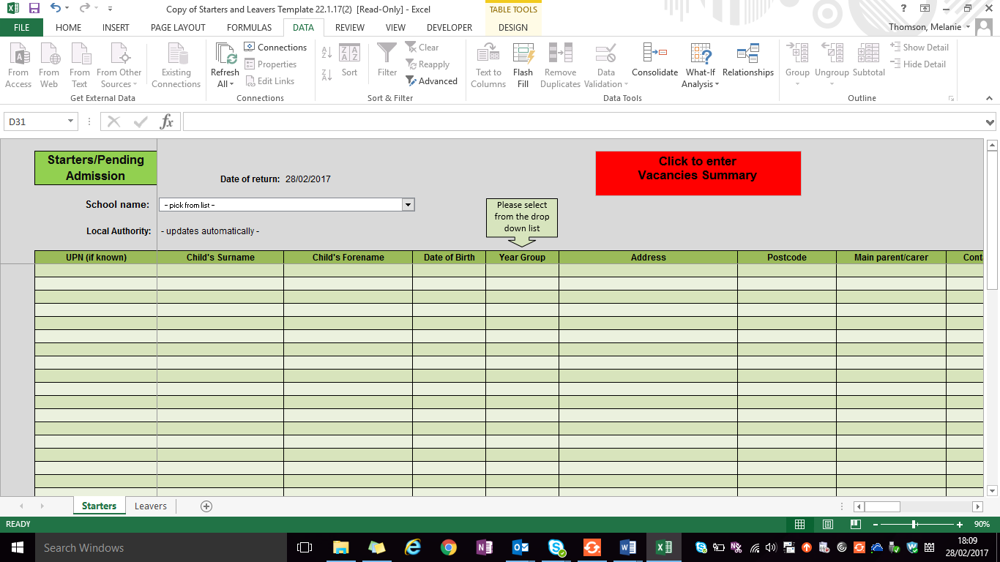 Copy of Starters and Leavers Template 22.1.17(2) [Read-Only] - Excel
TABLE TOOLS
?
FILE
HOME
INSERT
PAGE LAYOUT
FORMULAS
DATA
REVIEW
VIEW
DEVELOPER
DESIGN
Thomson, Melanie
From Access
From Web
From Text
From Other Sources
Existing Connections
Get External Data
Refresh All
Connections
Properties
Edit Links
Connections
Sort
Filter
Clear
Reapply
Advanced
Sort & Filter
Text to Columns
Flash Fill
Remove Duplicates
Data Validation
Consolidate
What-If Analysis
Relationships
Data Tools
Group
Ungroup
Subtotal
Show Detail
Hide Detail
Outline
D31
fx
Starters/Pending
Admission
Date of return: 28/02/2017
Click to enter
Vacancies Summary
School name:
- pick from list -
Please select
from the drop
down list
Local Authority: - updates automatically -
UPN (if known) Child's Surname Child's Forename Date of Birth Year Group Address Postcode Main parent/carer Cont
Starters Leavers
READY
90%
Search Windows
18:09
28/02/2017